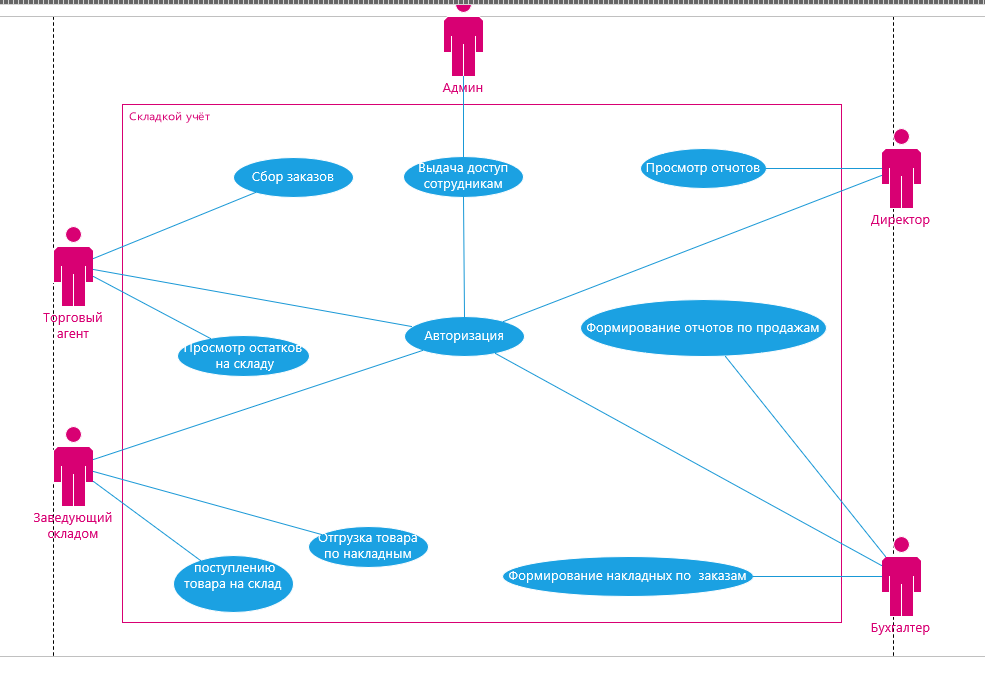 Админ
Складкой учёт
Сбор заказов
Выдача доступ
сотрудникам
Просмотр отчотов
Директор
Торговый
агент
Авторизация
Формирование отчотов по продажам
Просмотр остатков
на складу
Заведующий
складом
Отгрузка товара
по накладным
поступлению
товара на склад
Формирование накладных по  заказам
Бухгалтер